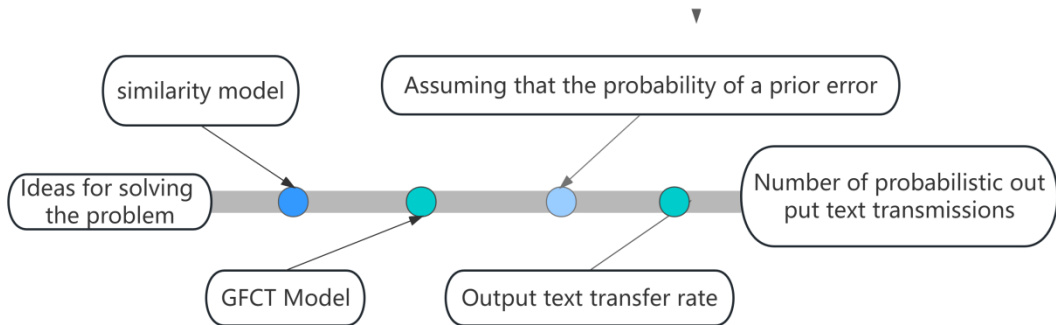 similarity model
Assuming that the probability of a prior error
Ideas for solving
the problem
Number of probabilistic out
put text transmissions
GFCT Model
Output text transfer rate